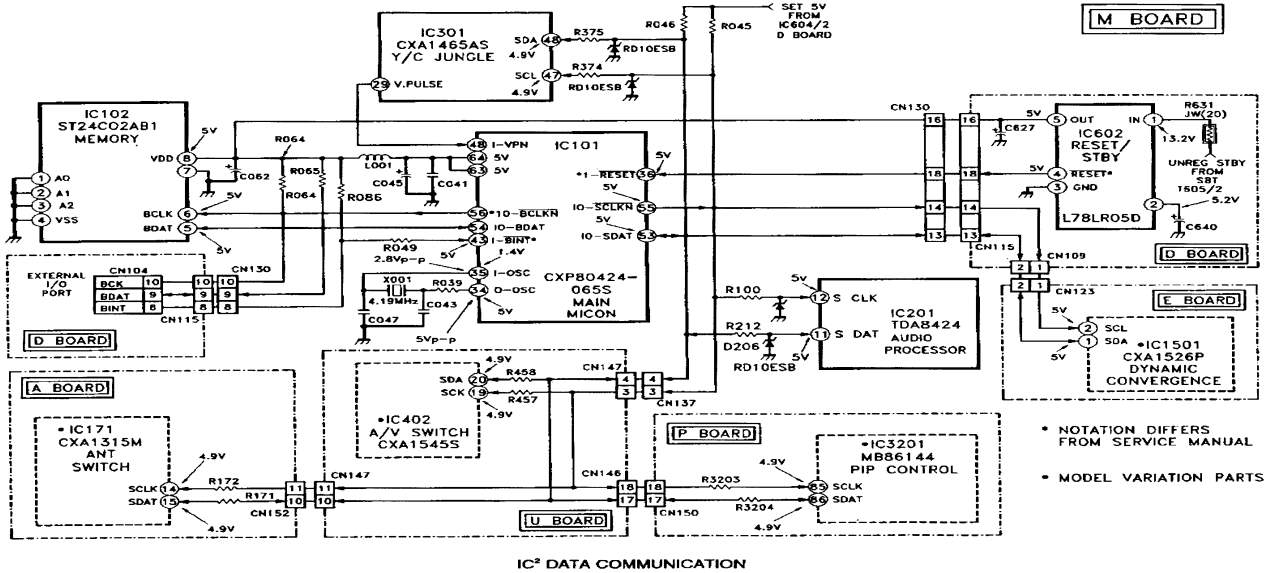 SET 5V
FROM
IC604/2
D BOARD
M BOARD
R046
R045
IC301
CXA1465AS
Y/C JUNGLE
SDA 48
4.9V
R375
RD10ESB
SCL 47
4.9V
R374
RD10ESB
29 V.PULSE
IC102
ST24C02AB1
MEMORY
5V
VDD 8
7
1 A0
2 A1
3 A2
4 VSS
5V
BCLK 6
BDAT 5
5V
R064
C062
R065
R064
R086
L001
C045
C041
R049
2.8Vp-p
5V
X001
4.19MHz
R039
C043
C047
5Vp-p
IC101
48 I-VPN
64 5V
63 5V
56 *IO-BCLKN
54 IO-BDAT
43 I-BINT*
35 I-OSC
1.4V
34 O-OSC
5V
CXP80424-
065S
MAIN
MICON
*1-RESET 36
5V
5V
IO-SCLKN 55
5V
IO-SDAT 53
CN130
16 16
18 18
14 14
13 13
CN115
5V
C627
5 OUT
IN 1
IC602
RESET/
STBY
4 RESET*
3 GND
2
L78LR05D
13.2V
R631
JW(20)
UNREG STBY
FROM
SBT
T605/2
5.2V
C640
D BOARD
2 1
CN109
CN123
2 1
E BOARD
5V
2 SCL
1 SDA
5V
•IC1501
CXA1526P
DYNAMIC
CONVERGENCE
EXTERNAL
I/O
PORT
CN104
BCK 10
BDAT 9
BINT 8
CN130
10 10
9 9
8 8
CN115
D BOARD
R100
5V
12 S CLK
R212
D206
RD10ESB
11 S DAT
5V
IC201
TDA8424
AUDIO
PROCESSOR
4.9V
SDA 20
R458
SCK 19
R457
4.9V
•IC402
A/V SWITCH
CXA1545S
CN147
4 4
3 3
CN137
A BOARD
•IC171
CXA1315M
ANT
SWITCH
4.9V
SCLK 14
R172
SDAT 15
R171
4.9V
CN147
11 11
10 10
CN152
U BOARD
CN146
18 18
17 17
CN150
P BOARD
R3203
R3204
4.9V
85 SCLK
86 SDAT
4.9V
•IC3201
MB86144
PIP CONTROL
* NOTATION DIFFERS
FROM SERVICE MANUAL
• MODEL VARIATION PARTS
IC² DATA COMMUNICATION